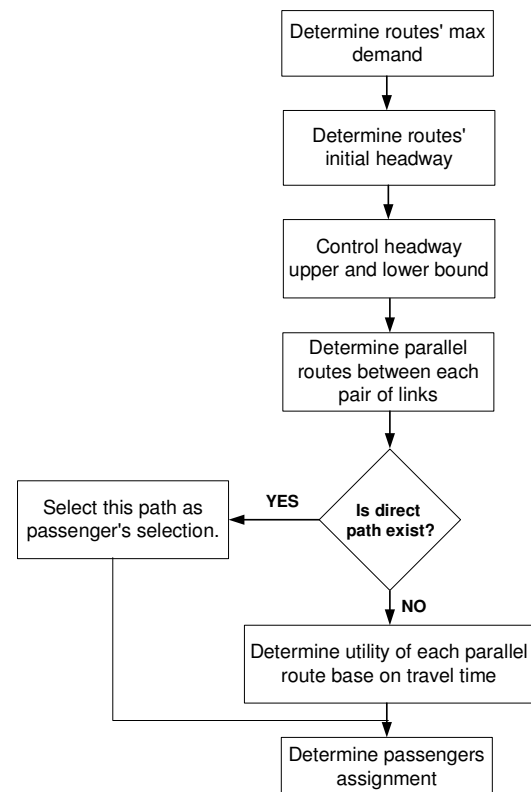 Determine routes' max
demand
Determine routes'
initial headway
Control headway
upper and lower bound
Determine parallel
routes between each
pair of links
YES
Select this path as
passenger's selection.
Is direct
path exist?
NO
Determine utility of each parallel
route base on travel time
Determine passengers
assignment